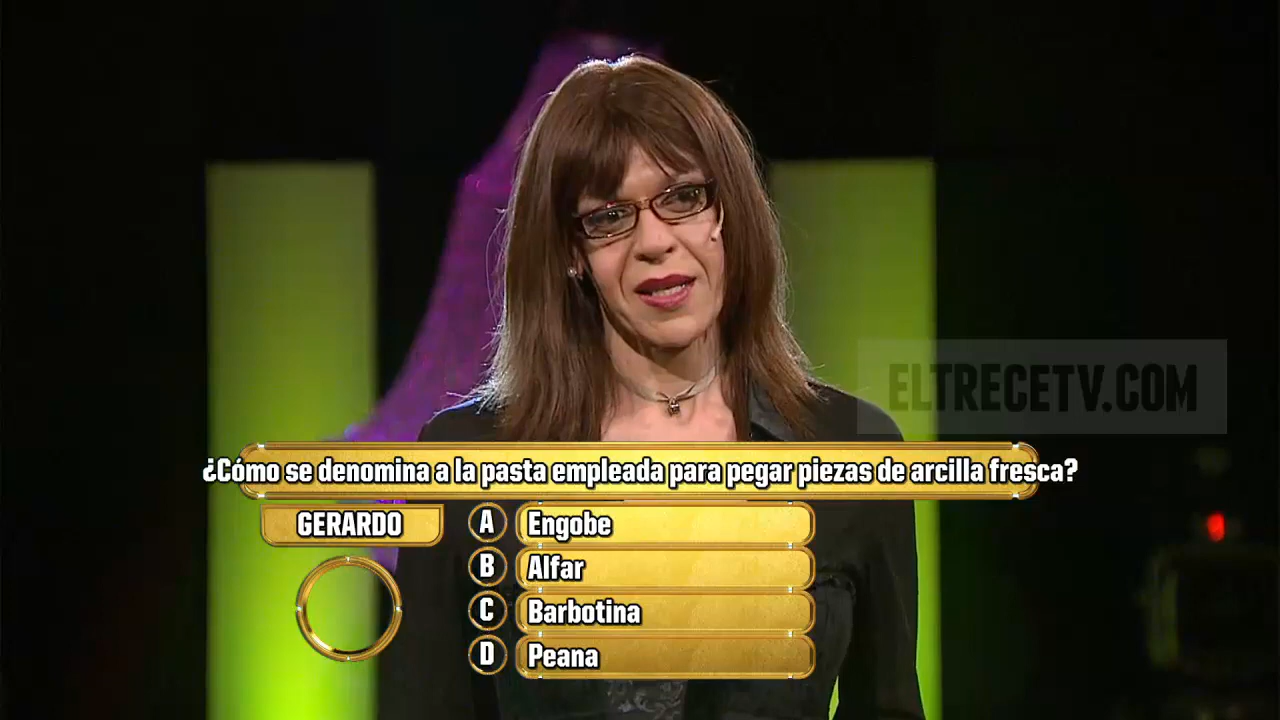 ELTRECETV.COM
¿Cómo se denomina a la pasta empleada para pegar piezas de arcilla fresca?
GERARDO
A Engobe
B Alfar
C Barbotina
D Peana